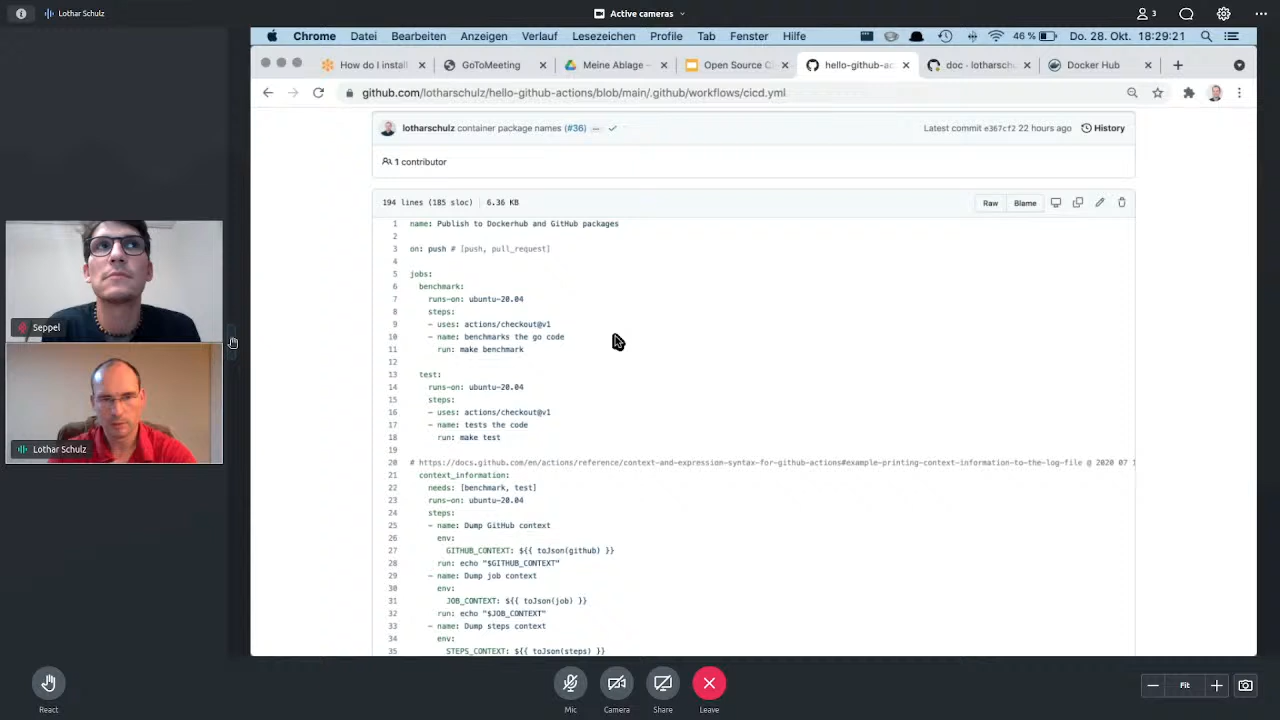 Lothar Schulz
Active cameras
3
Chrome Datei Bearbeiten Anzeigen Verlauf Lesezeichen Profile Tab Fenster Hilfe 46 % Do. 28. Okt. 18:29:21
How do I install GoToMeeting Meine Ablage – Open Source C hello-github-ac doc · lotharsch Docker Hub
github.com/lotharschulz/hello-github-actions/blob/main/.github/workflows/cicd.yml
lotharschulz container package names (#36) ... Latest commit e367cf2 22 hours ago History
1 contributor
194 lines (185 sloc) 6.36 KB Raw Blame
1 name: Publish to Dockerhub and GitHub packages
2
3 on: push # [push, pull_request]
4
5 jobs:
6 benchmark:
7 runs-on: ubuntu-20.04
8 steps:
9 - uses: actions/checkout@v1
10 - name: benchmarks the go code
11 run: make benchmark
12
13 test:
14 runs-on: ubuntu-20.04
15 steps:
16 - uses: actions/checkout@v1
17 - name: tests the code
18 run: make test
19
20 # https://docs.github.com/en/actions/reference/context-and-expression-syntax-for-github-actions#example-printing-context-information-to-the-log-file @ 2020 07
21 context_information:
22 needs: [benchmark, test]
23 runs-on: ubuntu-20.04
24 steps:
25 - name: Dump GitHub context
26 env:
27 GITHUB_CONTEXT: ${{ toJson(github) }}
28 run: echo "$GITHUB_CONTEXT"
29 - name: Dump job context
30 env:
31 JOB_CONTEXT: ${{ toJson(job) }}
32 run: echo "$JOB_CONTEXT"
33 - name: Dump steps context
34 env:
35 STEPS_CONTEXT: ${{ toJson(steps) }}
Seppel
Lothar Schulz
React
Mic
Camera
Share
Leave
Fit